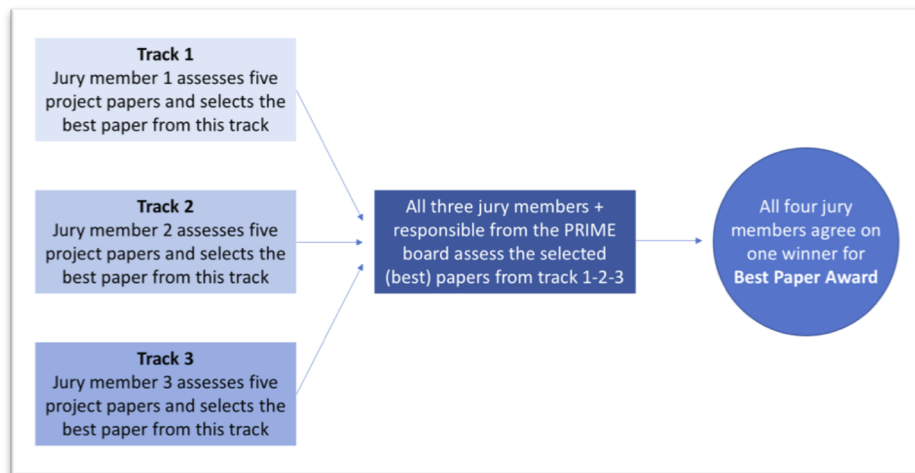 Track 1
Jury member 1 assesses five
project papers and selects the
best paper from this track
Track 2
Jury member 2 assesses five
project papers and selects the
best paper from this track
Track 3
Jury member 3 assesses five
project papers and selects the
best paper from this track
All three jury members +
responsible from the PRIME
board assess the selected
(best) papers from track 1-2-3
All four jury
members agree on
one winner for
Best Paper Award